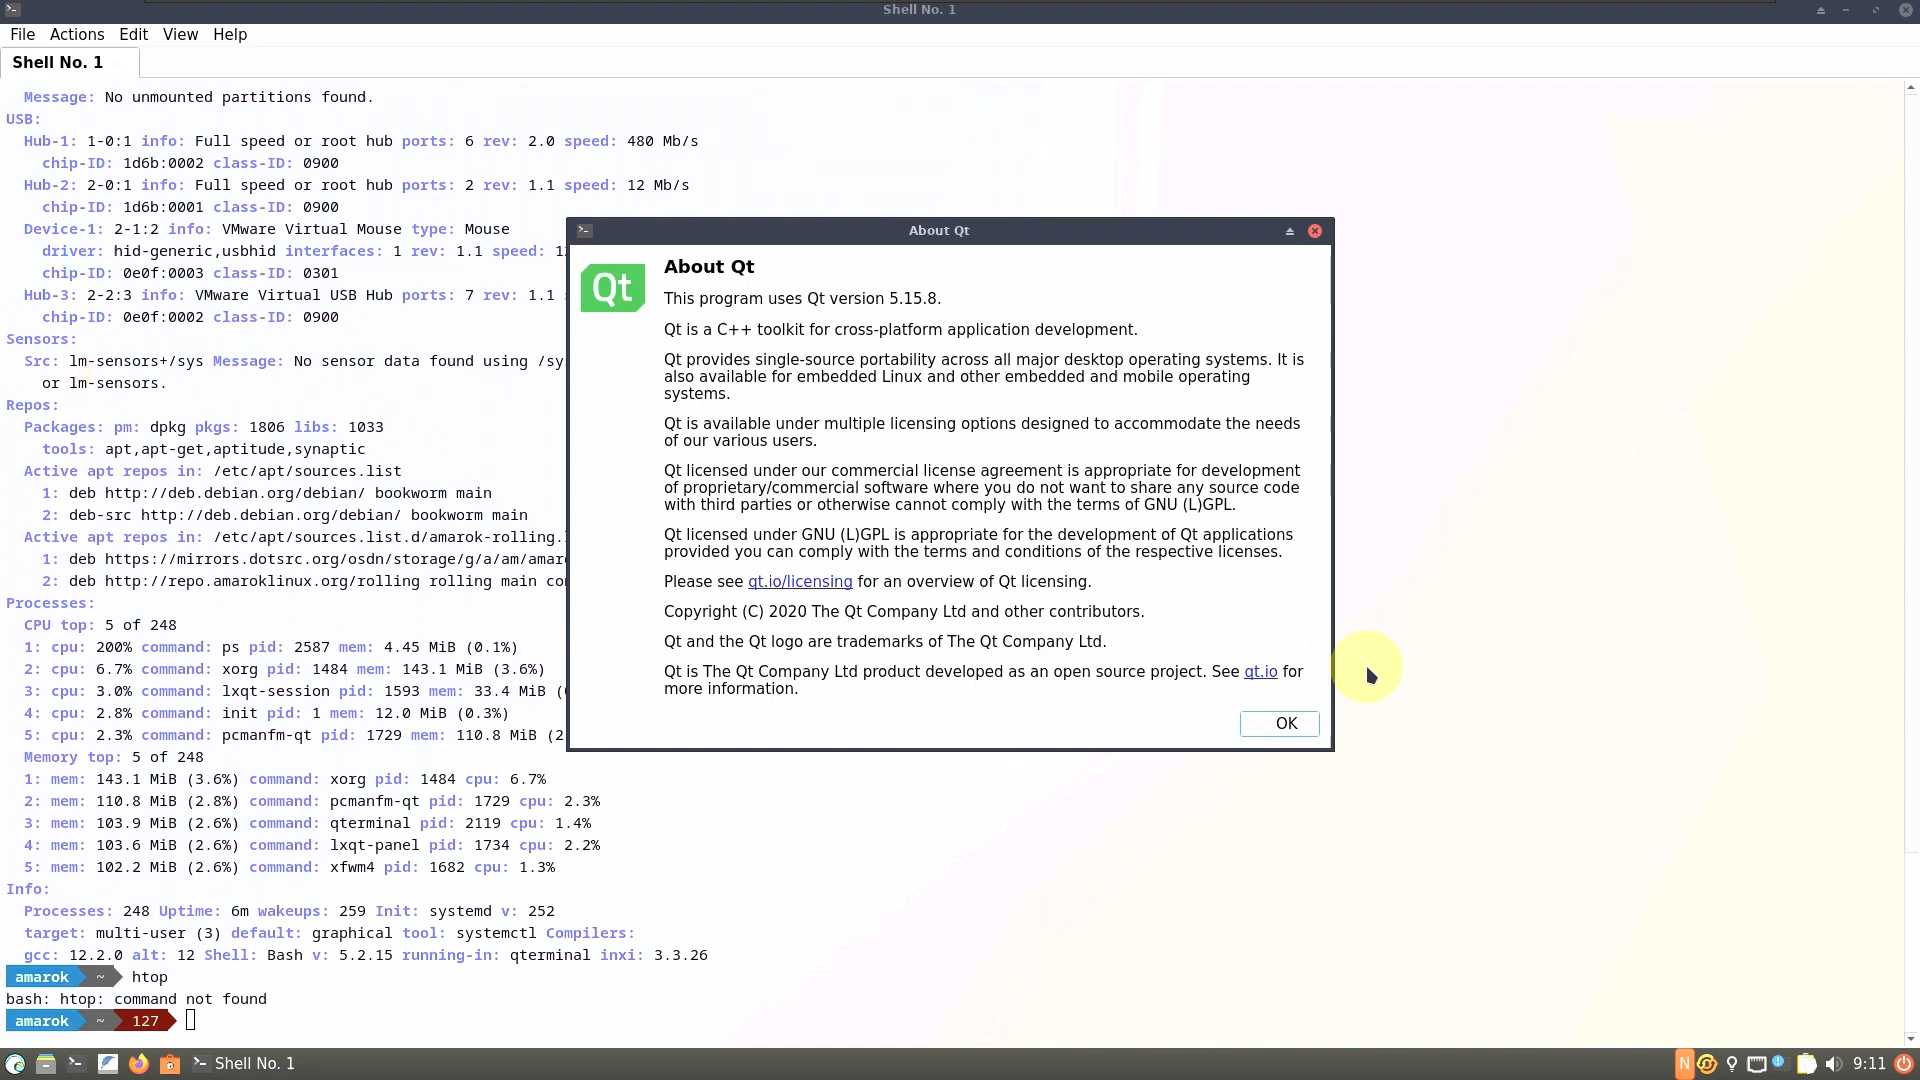 Shell No. 1
File Actions Edit View Help
Shell No. 1
Message: No unmounted partitions found.
USB:
Hub-1: 1-0:1 info: Full speed or root hub ports: 6 rev: 2.0 speed: 480 Mb/s
chip-ID: 1d6b:0002 class-ID: 0900
Hub-2: 2-0:1 info: Full speed or root hub ports: 2 rev: 1.1 speed: 12 Mb/s
chip-ID: 1d6b:0001 class-ID: 0900
Device-1: 2-1:2 info: VMware Virtual Mouse type: Mouse
driver: hid-generic,usbhid interfaces: 1 rev: 1.1 speed:
chip-ID: 0e0f:0003 class-ID: 0301
Hub-3: 2-2:3 info: VMware Virtual USB Hub ports: 7 rev: 1.1
chip-ID: 0e0f:0002 class-ID: 0900
Sensors:
Src: lm-sensors+/sys Message: No sensor data found using /sy
or lm-sensors.
Repos:
Packages: pm: dpkg pkgs: 1806 libs: 1033
tools: apt,apt-get,aptitude,synaptic
Active apt repos in: /etc/apt/sources.list
1: deb http://deb.debian.org/debian/ bookworm main
2: deb-src http://deb.debian.org/debian/ bookworm main
Active apt repos in: /etc/apt/sources.list.d/amarok-rolling.
1: deb https://mirrors.dotsrc.org/osdn/storage/g/a/am/amar
2: deb http://repo.amaroklinux.org/rolling rolling main co
Processes:
CPU top: 5 of 248
1: cpu: 200% command: ps pid: 2587 mem: 4.45 MiB (0.1%)
2: cpu: 6.7% command: xorg pid: 1484 mem: 143.1 MiB (3.6%)
3: cpu: 3.0% command: lxqt-session pid: 1593 mem: 33.4 MiB (
4: cpu: 2.8% command: init pid: 1 mem: 12.0 MiB (0.3%)
5: cpu: 2.3% command: pcmanfm-qt pid: 1729 mem: 110.8 MiB (2
Memory top: 5 of 248
1: mem: 143.1 MiB (3.6%) command: xorg pid: 1484 cpu: 6.7%
2: mem: 110.8 MiB (2.8%) command: pcmanfm-qt pid: 1729 cpu: 2.3%
3: mem: 103.9 MiB (2.6%) command: qterminal pid: 2119 cpu: 1.4%
4: mem: 103.6 MiB (2.6%) command: lxqt-panel pid: 1734 cpu: 2.2%
5: mem: 102.2 MiB (2.6%) command: xfwm4 pid: 1682 cpu: 1.3%
Info:
Processes: 248 Uptime: 6m wakeups: 259 Init: systemd v: 252
target: multi-user (3) default: graphical tool: systemctl Compilers:
gcc: 12.2.0 alt: 12 Shell: Bash v: 5.2.15 running-in: qterminal inxi: 3.3.26
amarok ~ htop
bash: htop: command not found
amarok ~ 127
About Qt
Qt
About Qt
This program uses Qt version 5.15.8.
Qt is a C++ toolkit for cross-platform application development.
Qt provides single-source portability across all major desktop operating systems. It is
also available for embedded Linux and other embedded and mobile operating
systems.
Qt is available under multiple licensing options designed to accommodate the needs
of our various users.
Qt licensed under our commercial license agreement is appropriate for development
of proprietary/commercial software where you do not want to share any source code
with third parties or otherwise cannot comply with the terms of GNU (L)GPL.
Qt licensed under GNU (L)GPL is appropriate for the development of Qt applications
provided you can comply with the terms and conditions of the respective licenses.
Please see qt.io/licensing for an overview of Qt licensing.
Copyright (C) 2020 The Qt Company Ltd and other contributors.
Qt and the Qt logo are trademarks of The Qt Company Ltd.
Qt is The Qt Company Ltd product developed as an open source project. See qt.io for
more information.
OK
Shell No. 1
N
9:11